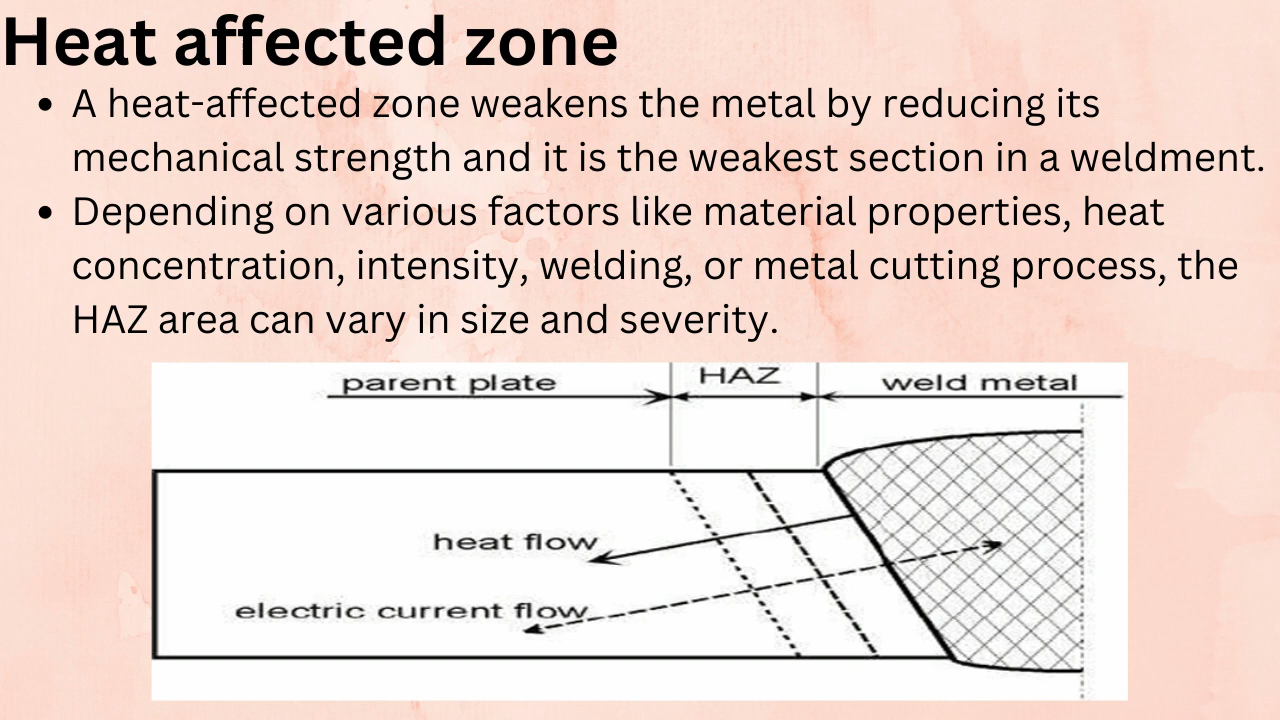 Heat affected zone
• A heat-affected zone weakens the metal by reducing its
mechanical strength and it is the weakest section in a weldment.
• Depending on various factors like material properties, heat
concentration, intensity, welding, or metal cutting process, the
HAZ area can vary in size and severity.
parent plate HAZ weld metal
heat flow
electric current flow